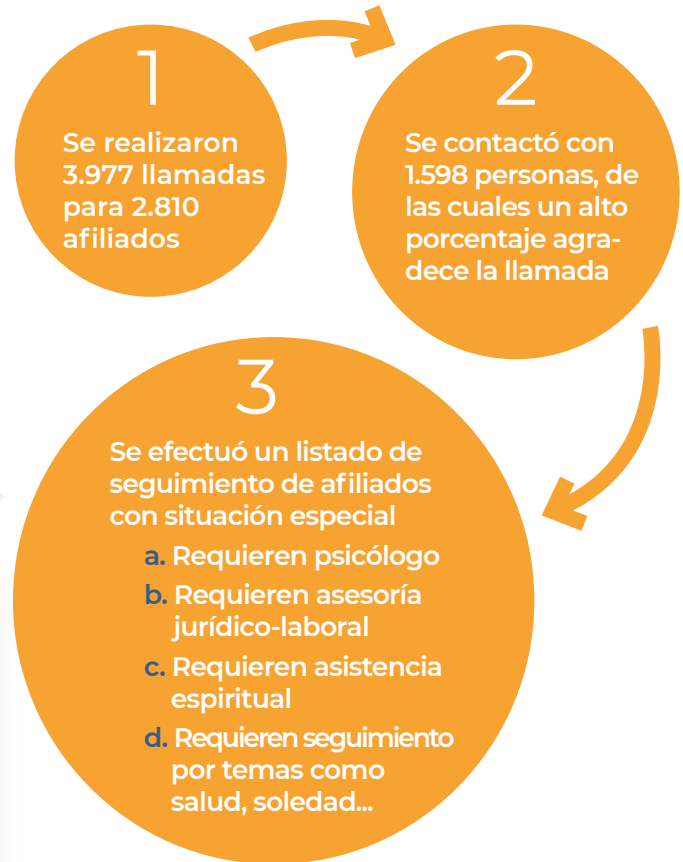 1
Se realizaron
3.977 llamadas
para 2.810
afiliados
2
Se contactó con
1.598 personas, de
las cuales un alto
porcentaje agra-
dece la llamada
3
Se efectuó un listado de
seguimiento de afiliados
con situación especial
a. Requieren psicólogo
b. Requieren asesoría
jurídico-laboral
c. Requieren asistencia
espiritual
d. Requieren seguimiento
por temas como
salud, soledad...